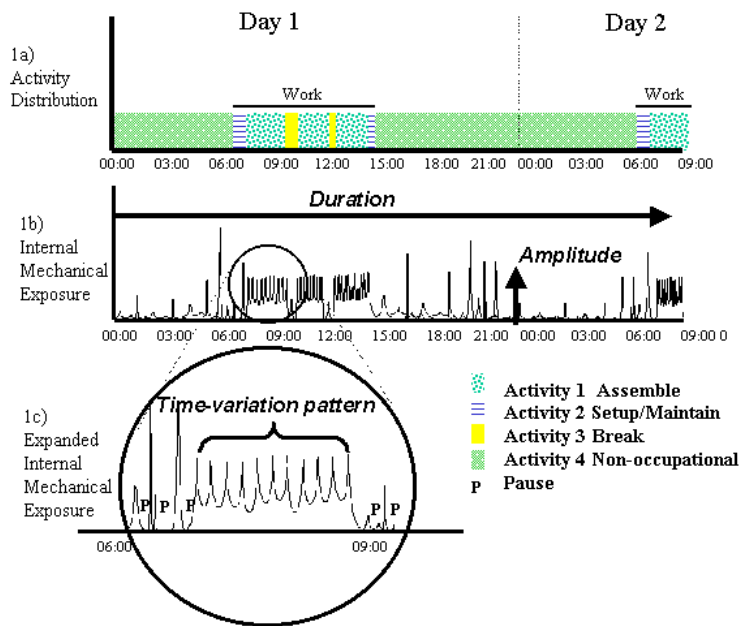 Day 1 Day 2
1a)
Activity
Distribution
Work Work
00:00 03:00 06:00 09:00 12:00 15:00 18:00 21:00 00:00 03:00 06:00 09:00
Duration
1b)
Internal
Mechanical
Exposure
Amplitude
00:00 03:00 06:00 09:00 12:00 15:00 18:00 21:00 22:00 00:00 03:00 06:00 09:00 0
Time-variation pattern
1c)
Expanded
Internal
Mechanical
Exposure
P P P P P
06:00 09:00
Activity 1 Assemble
Activity 2 Setup/Maintain
Activity 3 Break
Activity 4 Non-occupational
P Pause